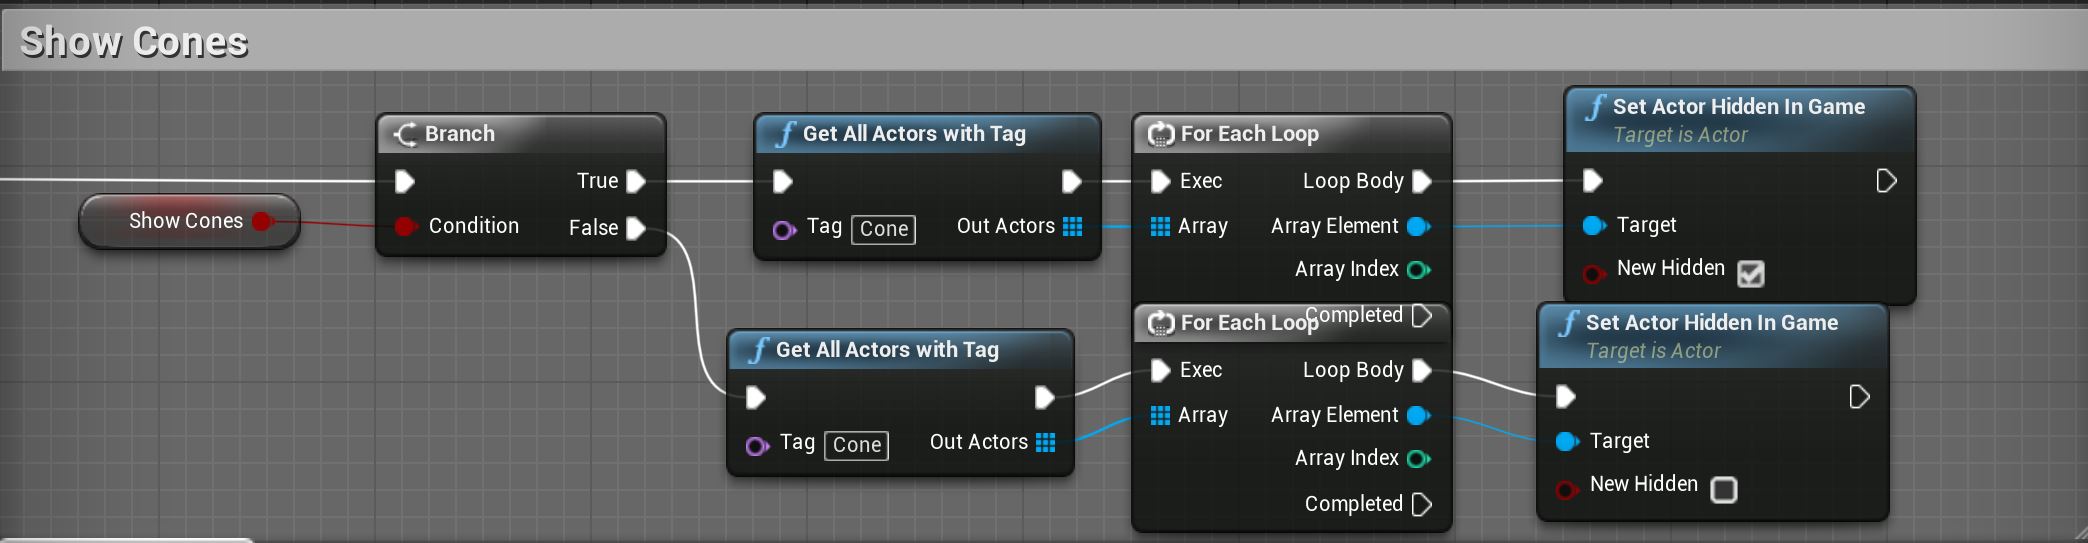 Show Cones
Show Cones
Branch
True
Condition
False
Get All Actors with Tag
Tag Cone
Out Actors
For Each Loop
Exec
Loop Body
Array
Array Element
Array Index
Completed
Set Actor Hidden In Game
Target is Actor
Target
New Hidden
Get All Actors with Tag
Tag Cone
Out Actors
For Each Loop
Exec
Loop Body
Array
Array Element
Array Index
Completed
Set Actor Hidden In Game
Target is Actor
Target
New Hidden